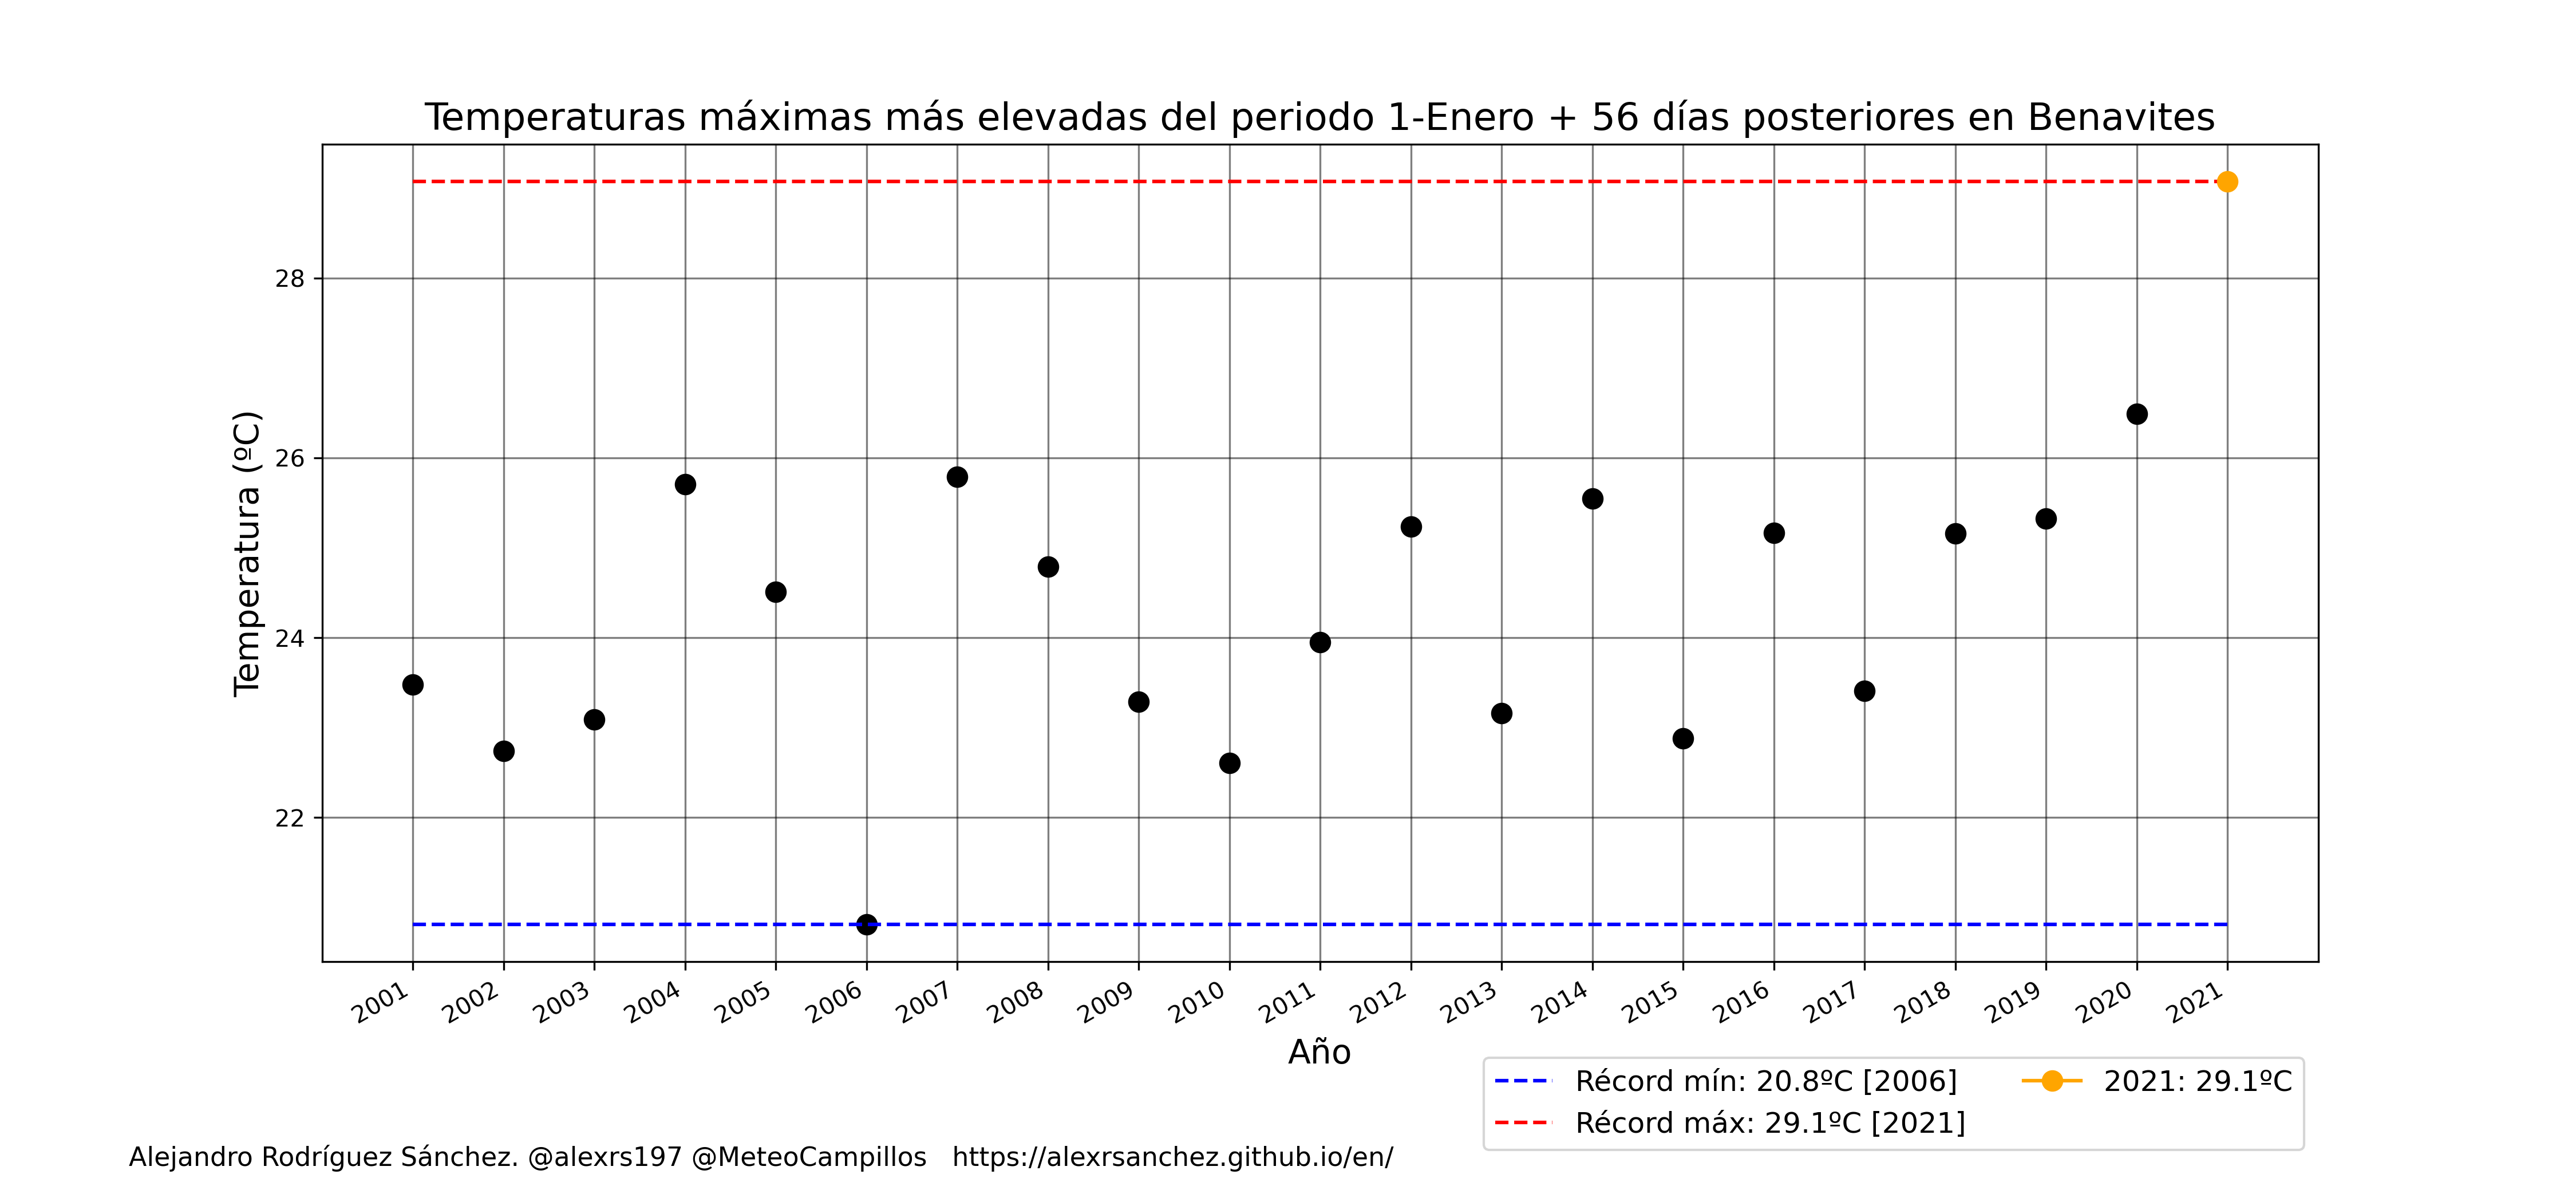 Temperaturas máximas más elevadas del periodo 1-Enero + 56 días posteriores en Benavites
Temperatura (ºC)
28
26
24
22
2001 2002 2003 2004 2005 2006 2007 2008 2009 2010 2011 2012 2013 2014 2015 2016 2017 2018 2019 2020 2021
Año
Récord mín: 20.8ºC [2006]
Récord máx: 29.1ºC [2021]
2021: 29.1ºC
Alejandro Rodríguez Sánchez. @alexrs197 @MeteoCampillos https://alexrsanchez.github.io/en/